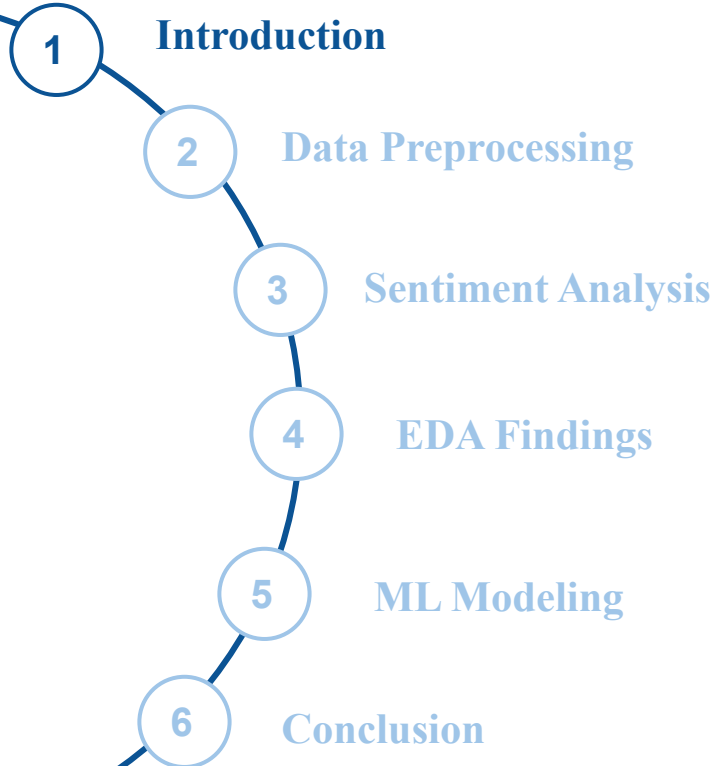 1 Introduction
2 Data Preprocessing
3 Sentiment Analysis
4 EDA Findings
5 ML Modeling
6 Conclusion